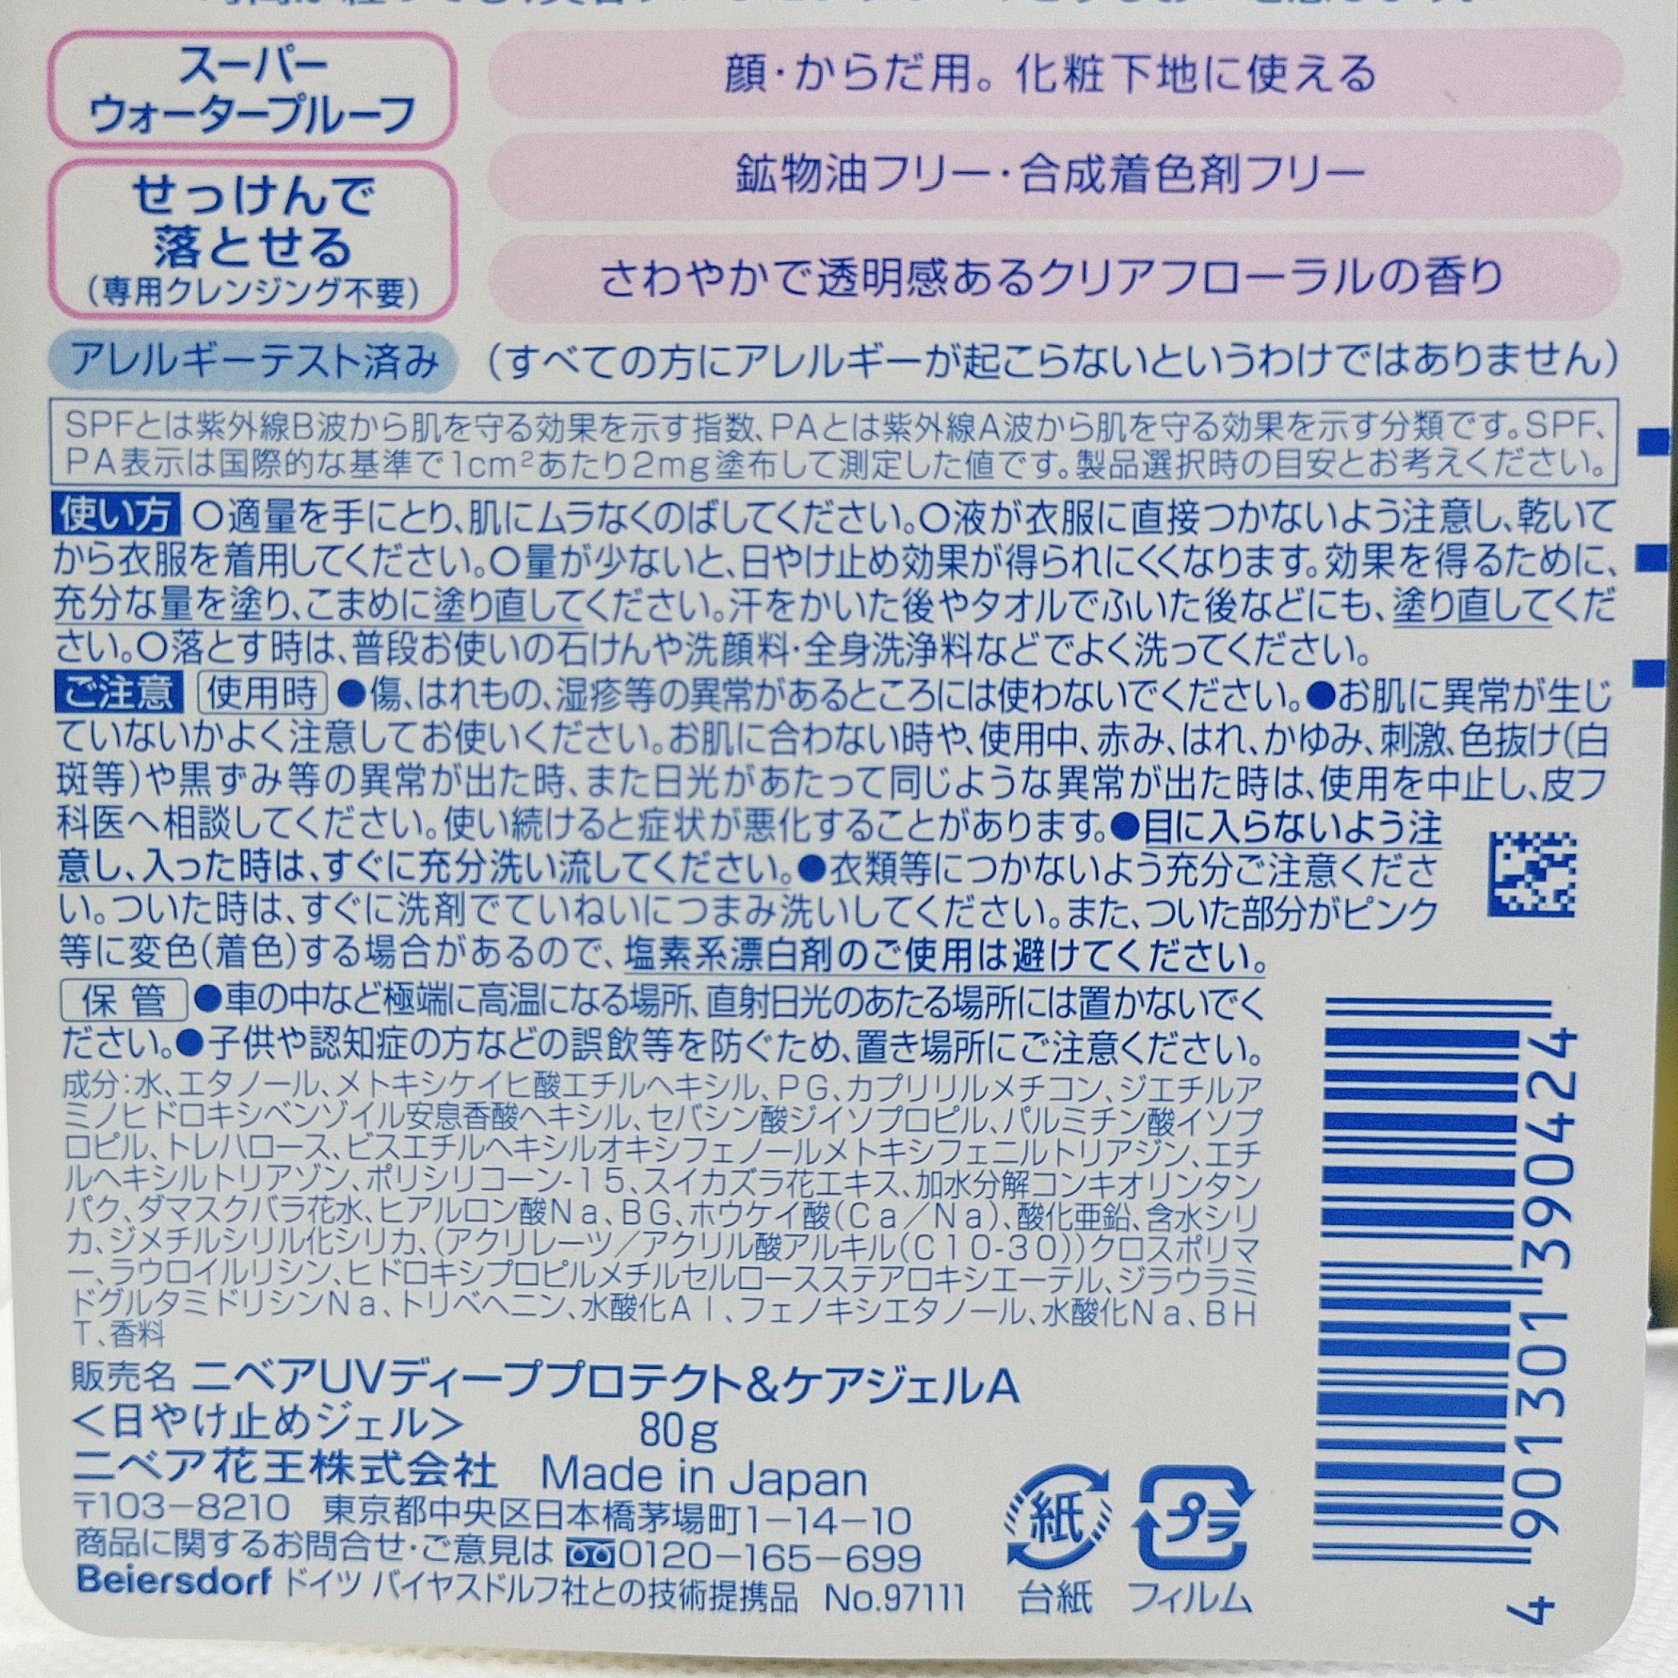 スーパー
ウォータープルーフ
せっけんで
落とせる
(専用クレンジング不要)
顔・からだ用。化粧下地に使える
鉱物油フリー・合成着色剤フリー
さわやかで透明感あるクリアフローラルの香り
アレルギーテスト済み (すべての方にアレルギーが起こらないというわけではありません)
SPFとは紫外線B波から肌を守る効果を示す指数、PAとは紫外線A波から肌を守る効果を示す分類です。SPF、
PA表示は国際的な基準で1cm²あたり2mg塗布して測定した値です。製品選択時の目安とお考えください。
使い方 ○適量を手にとり、肌にムラなくのばしてください。○液が衣服に直接つかないよう注意し、乾いて
から衣服を着用してください。○量が少ないと、日やけ止め効果が得られにくくなります。効果を得るために、
充分な量を塗り、こまめに塗り直してください。汗をかいた後やタオルでふいた後などにも、塗り直してくだ
さい。○落とす時は、普段お使いの石けんや洗顔料・全身洗浄料などでよく洗ってください。
ご注意 使用時 ●傷、はれもの、湿疹等の異常があるところには使わないでください。●お肌に異常が生じ
ていないかよく注意してお使いください。お肌に合わない時や、使用中、赤み、はれ、かゆみ、刺激、色抜け(白
斑等)や黒ずみ等の異常が出た時、また日光があたって同じような異常が出た時は、使用を中止し、皮フ
科医へ相談してください。使い続けると症状が悪化することがあります。●目に入らないよう注
意し、入った時は、すぐに充分洗い流してください。●衣類等につかないよう充分ご注意くださ
い。ついた時は、すぐに洗剤でていねいにつまみ洗いしてください。また、ついた部分がピンク
等に変色(着色)する場合があるので、塩素系漂白剤のご使用は避けてください。
保管 ●車の中など極端に高温になる場所、直射日光のあたる場所には置かないでく
ださい。●子供や認知症の方などの誤飲等を防ぐため、置き場所にご注意ください。
成分:水、エタノール、メトキシケイヒ酸エチルヘキシル、PG、カプリリルメチコン、ジエチルア
ミノヒドロキシベンゾイル安息香酸ヘキシル、セバシン酸ジイソプロピル、パルミチン酸イソプ
ロピル、トレハロース、ビスエチルヘキシルオキシフェノールメトキシフェニルトリアジン、エチ
ルヘキシルトリアゾン、ポリシリコーン-15、スイカズラ花エキス、加水分解コンキオリンタン
パク、ダマスクバラ花水、ヒアルロン酸Na、BG、ホウケイ酸(Ca/Na)、酸化亜鉛、含水シリ
カ、ジメチルシリル化シリカ、(アクリレーツ/アクリル酸アルキル(C10-30))クロスポリマ
ー、ラウロイルリシン、ヒドロキシプロピルメチルセルロースステアロキシエーテル、ジラウラミ
ドグルタミドリシンNa、トリベヘニン、水酸化Al、フェノキシエタノール、水酸化Na、BH
T、香料
販売名 ニベアUVディーププロテクト&ケアジェルA
<日やけ止めジェル> 80g
ニベア花王株式会社 Made in Japan
〒103-8210 東京都中央区日本橋茅場町1-14-10
商品に関するお問合せ・ご意見は 0120-165-699
Beiersdorf ドイツ バイヤスドルフ社との技術提携品 No.97111
紙
台紙
プラ
フィルム
4 901301 390424